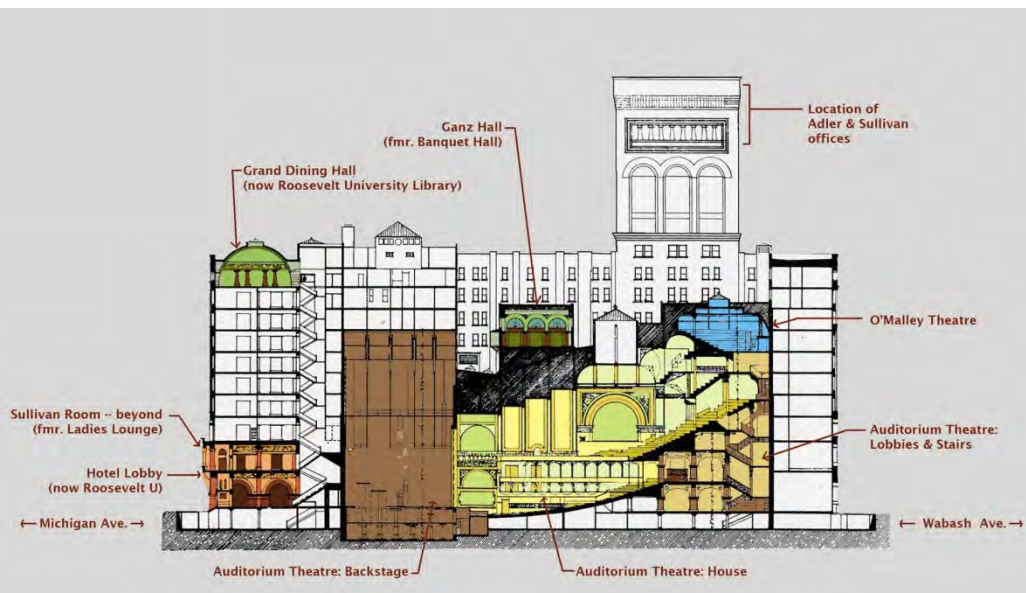 Location of
Adler & Sullivan
offices
Ganz Hall
(fmr. Banquet Hall)
Grand Dining Hall
(now Roosevelt University Library)
O'Malley Theatre
Sullivan Room -- beyond
(fmr. Ladies Lounge)
Auditorium Theatre:
Lobbies & Stairs
Hotel Lobby
(now Roosevelt U)
←Michigan Ave.→
← Wabash Ave.→
Auditorium Theatre: Backstage
Auditorium Theatre: House